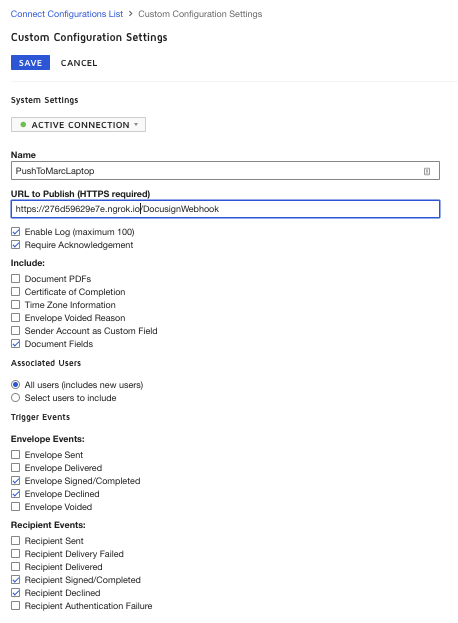 Connect Configurations List > Custom Configuration Settings
Custom Configuration Settings
SAVE CANCEL
System Settings
ACTIVE CONNECTION
Name
PushToMarcLaptop
URL to Publish (HTTPS required)
https://276d59629e7e.ngrok.io/DocusignWebhook
Enable Log (maximum 100)
Require Acknowledgement
Include:
Document PDFs
Certificate of Completion
Time Zone Information
Envelope Voided Reason
Sender Account as Custom Field
Document Fields
Associated Users
All users (includes new users)
Select users to include
Trigger Events
Envelope Events:
Envelope Sent
Envelope Delivered
Envelope Signed/Completed
Envelope Declined
Envelope Voided
Recipient Events:
Recipient Sent
Recipient Delivery Failed
Recipient Delivered
Recipient Signed/Completed
Recipient Declined
Recipient Authentication Failure